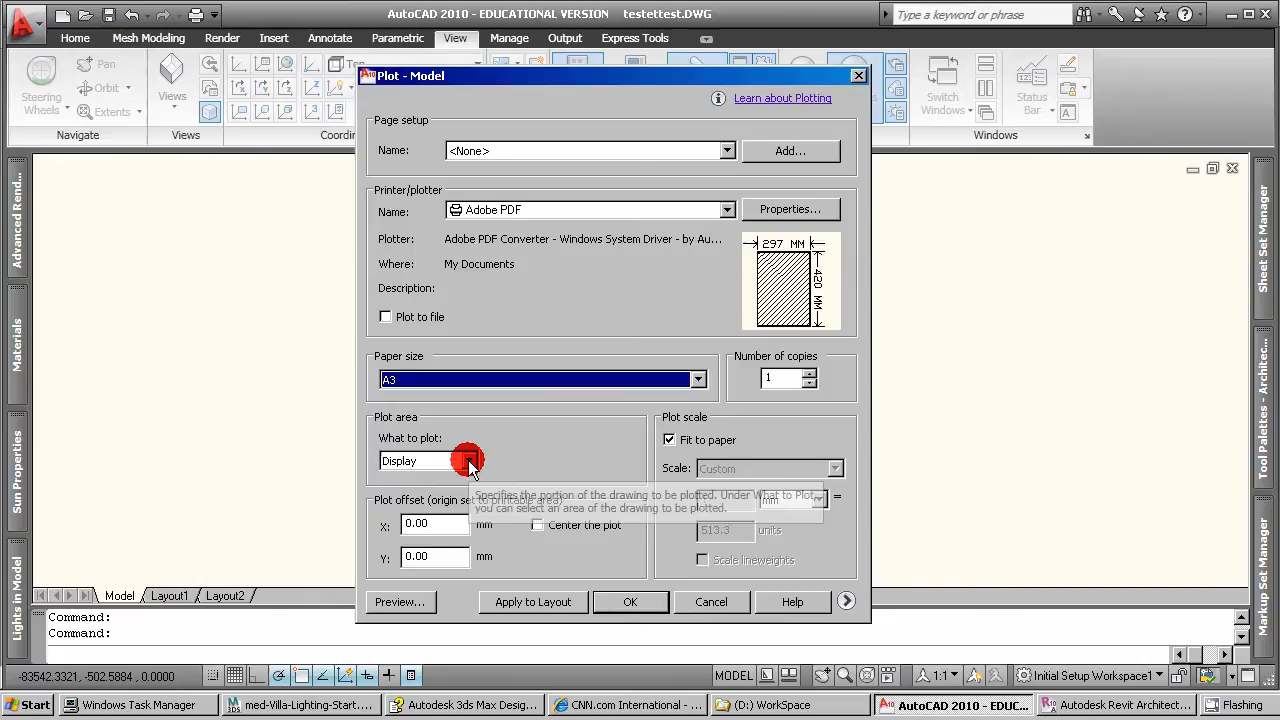 AutoCAD 2010 - EDUCATIONAL VERSION testettest.DWG
Type a keyword or phrase
Home Mesh Modeling Render Insert Annotate Parametric View Manage Output Express Tools
Steering
Wheels
Pan
Orbit
Extents
Navigate
Views
Views
Top
Coordin
Plot - Model
Learn about Plotting
Page setup
Name: <None> Add...
Printer/plotter
Name: Adobe PDF Properties...
Plotter: Adobe PDF Converter - Windows System Driver - by Au...
Where: My Documents
Description:
Plot to file
297 MM
420 MM
Paper size
A3
Number of copies
1
Plot area
What to plot:
Display
Plot scale
Fit to paper
Scale: Custom
Specifies the portion of the drawing to be plotted. Under What to Plot,
you can select an area of the drawing to be plotted.
Plot offset (origin set to printable area)
X: 0.00 mm Center the plot
Y: 0.00 mm
mm =
513.3 units
Scale lineweights
Preview... Apply to Layout OK Cancel Help
Switch
Windows
Status
Bar
Windows
Advanced Rend...
Materials
Sun Properties
Lights in Model
Sheet Set Manager
Tool Palettes - Architec...
Markup Set Manager
Model Layout1 Layout2
Command:
Command:
-83542.3321, -502.5884, 0.0000
MODEL
1:1
Initial Setup Workspace1
Start Windows Task Manager med-Villa-Lighting-Start... Autodesk 3ds Max Desig... CNN.com International - ... (D:) WorkSpace AutoCAD 2010 - EDUC... Autodesk Revit Architect... Flashing